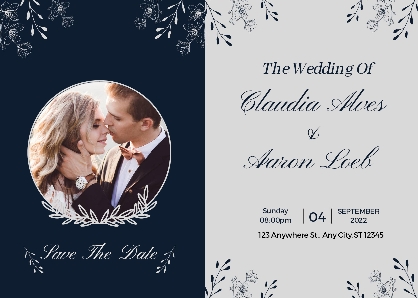 Save The Date
The Wedding Of
Claudia Alves
&
Aaron Loeb
Sunday
08:00pm
04
SEPTEMBER
2022
123 Anywhere St., Any City, ST 12345